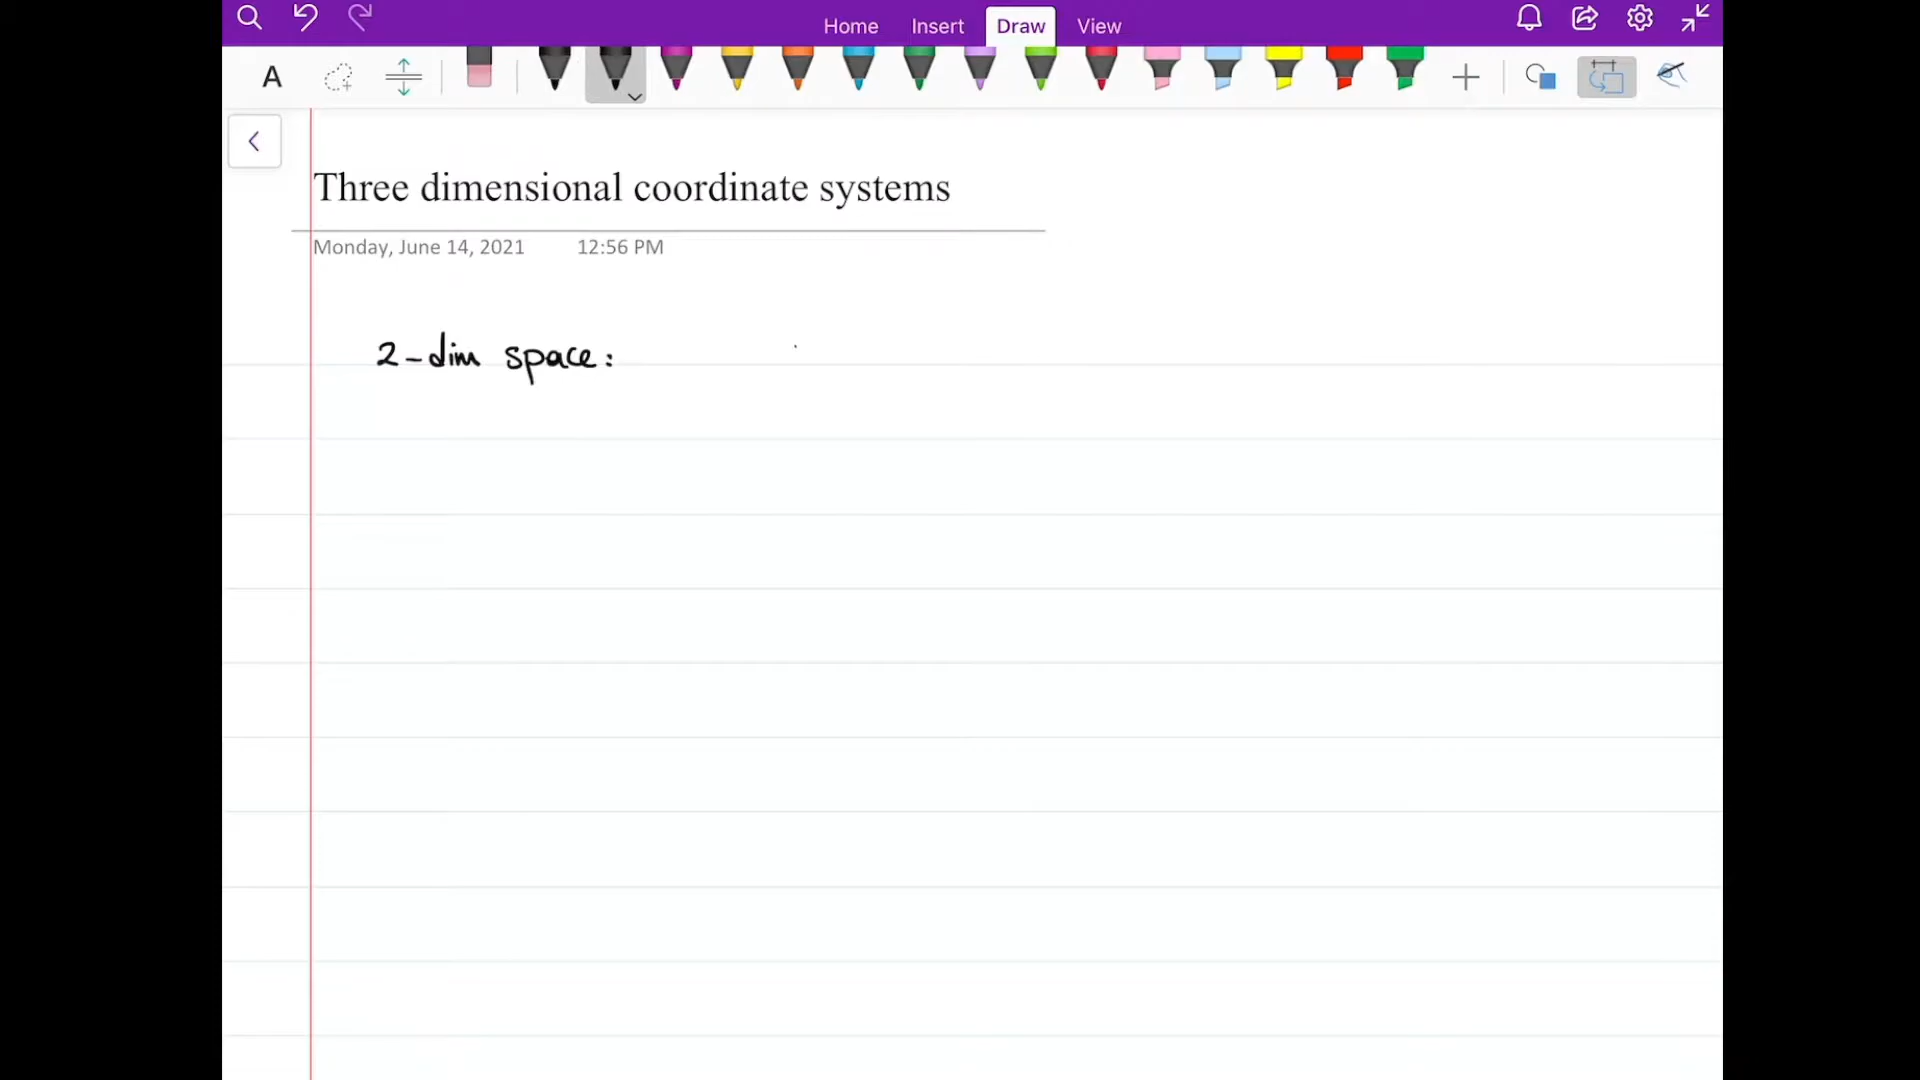 Home Insert Draw View
A
Three dimensional coordinate systems
Monday, June 14, 2021 12:56 PM
2-dim space: